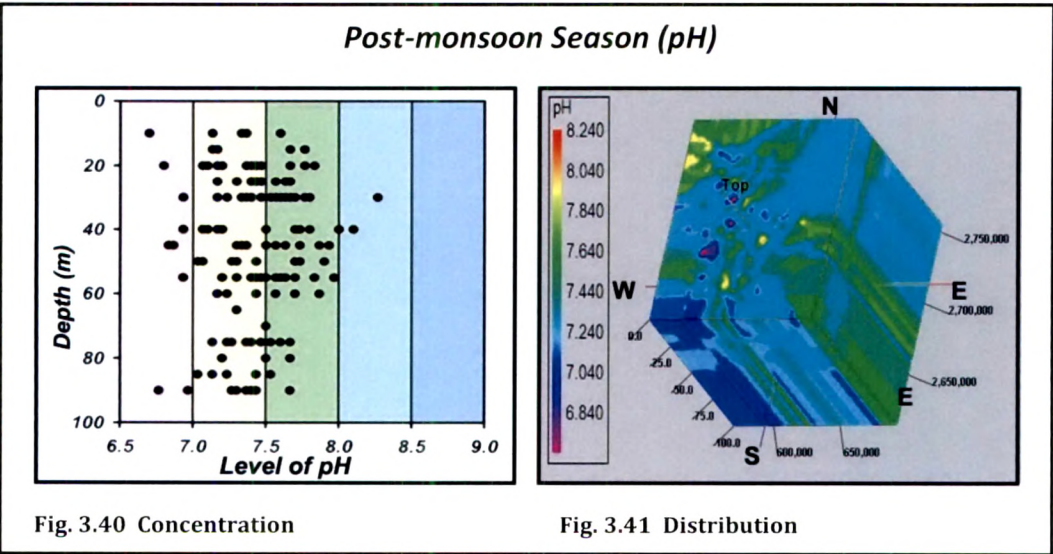 Post-monsoon Season (pH)
0
20
40
60
80
100
Depth (m)
6.5 7.0 7.5 8.0 8.5 9.0
Level of pH
pH
8.240
8.040
7.840
7.640
7.440
7.240
7.040
6.840
N
Top
W
E
E
S
2,750,000
2,700,000
2,650,000
0.0
25.0
50.0
75.0
100.0
600,000
650,000
Fig. 3.40 Concentration
Fig. 3.41 Distribution